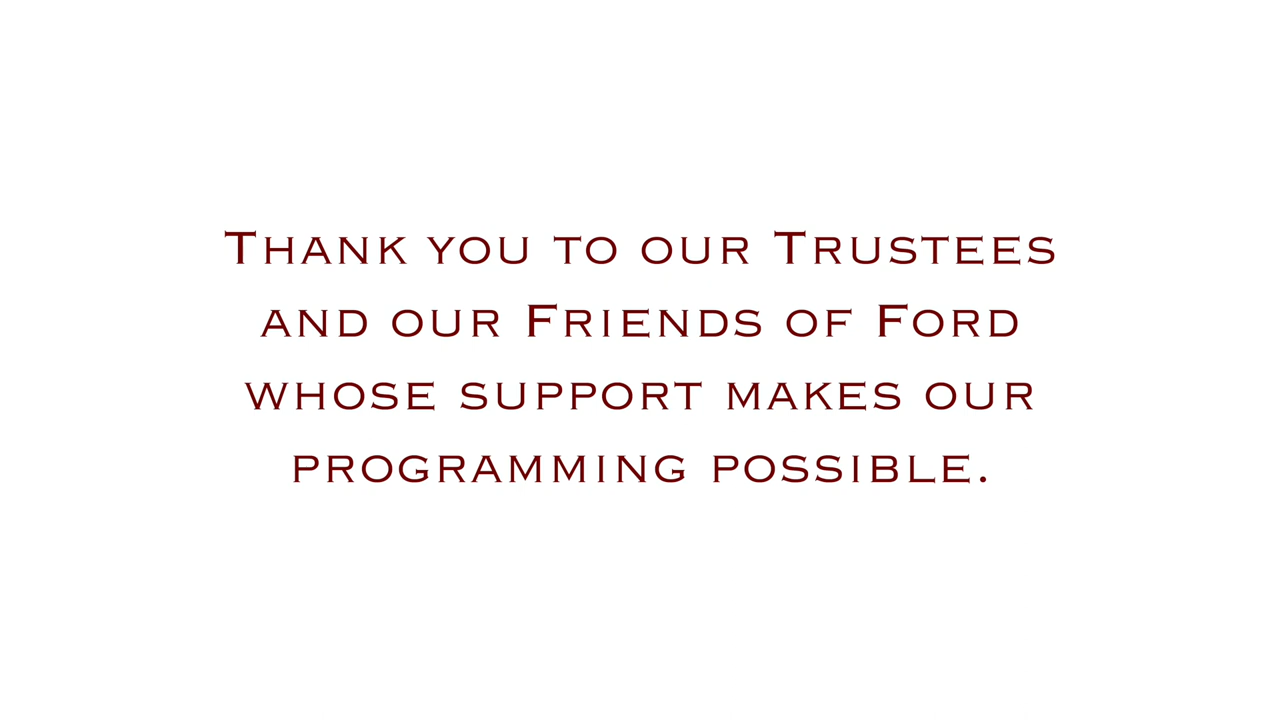 Thank you to our Trustees
and our Friends of Ford
whose support makes our
programming possible.